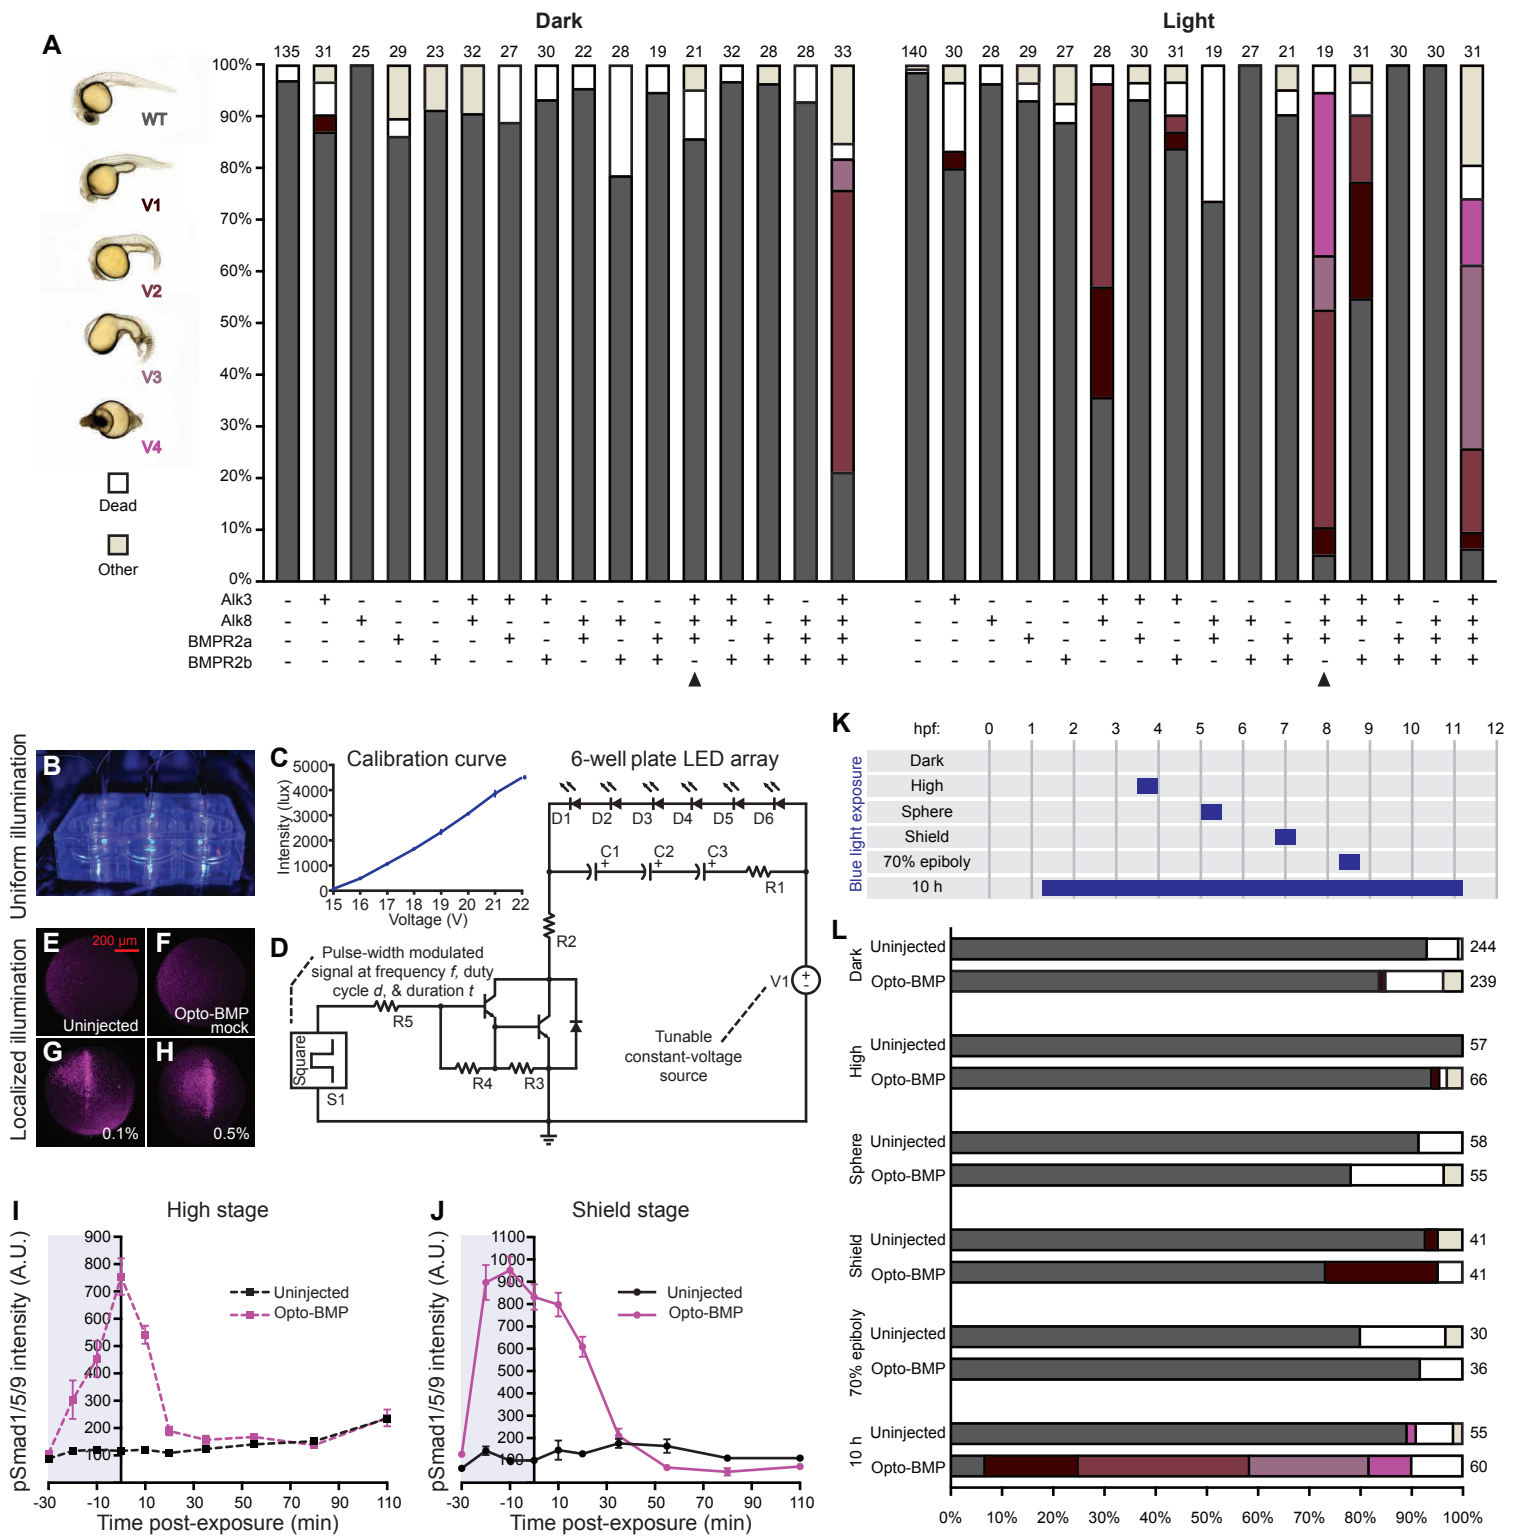 A
Dark
Light
135 31 25 29 23 32 27 30 22 28 19 21 32 28 28 33
140 30 28 29 27 28 30 31 19 27 21 19 31 30 30 31
100%
90%
80%
70%
60%
50%
40%
30%
20%
10%
0%
WT
V1
V2
V3
V4
Dead
Other
Alk3 - + - - - + + + - - - + + + - + - + - - - + + + - - - + + + - +
Alk8 - - + - - + - - + + - + + - + + - - + - - + - - + + - + - - + +
BMPR2a - - - + - - + - + - + + - + + + - - - + - - + - + - + + + + + +
BMPR2b - - - - + - - + - + + - + + + + - - - - + - - + - + + - + + + +
Uniform illumination
B
C
Calibration curve
Intensity (lux)
5000
4000
3000
2000
1000
0
15 16 17 18 19 20 21 22
Voltage (V)
6-well plate LED array
D1 D2 D3 D4 D5 D6
C1 C2 C3
+ + +
R1
R2
D
Pulse-width modulated
signal at frequency f, duty
cycle d, & duration t
R5
R4 R3
Square
S1
V1
+
-
Tunable
constant-voltage
source
Localized illumination
E
200 µm
Uninjected
F
Opto-BMP
mock
G
0.1%
H
0.5%
I
High stage
pSmad1/5/9 intensity (A.U.)
900
800
700
600
500
400
300
200
100
Uninjected
Opto-BMP
-30 -10 10 30 50 70 90 110
Time post-exposure (min)
J
Shield stage
pSmad1/5/9 intensity (A.U.)
1100
1000
900
800
700
600
500
400
300
200
100
Uninjected
Opto-BMP
-30 -10 10 30 50 70 90 110
Time post-exposure (min)
K
hpf: 0 1 2 3 4 5 6 7 8 9 10 11 12
Blue light exposure
Dark
High
Sphere
Shield
70% epiboly
10 h
L
Dark
Uninjected 244
Opto-BMP 239
High
Uninjected 57
Opto-BMP 66
Sphere
Uninjected 58
Opto-BMP 55
Shield
Uninjected 41
Opto-BMP 41
70% epiboly
Uninjected 30
Opto-BMP 36
10 h
Uninjected 55
Opto-BMP 60
0% 10% 20% 30% 40% 50% 60% 70% 80% 90% 100%